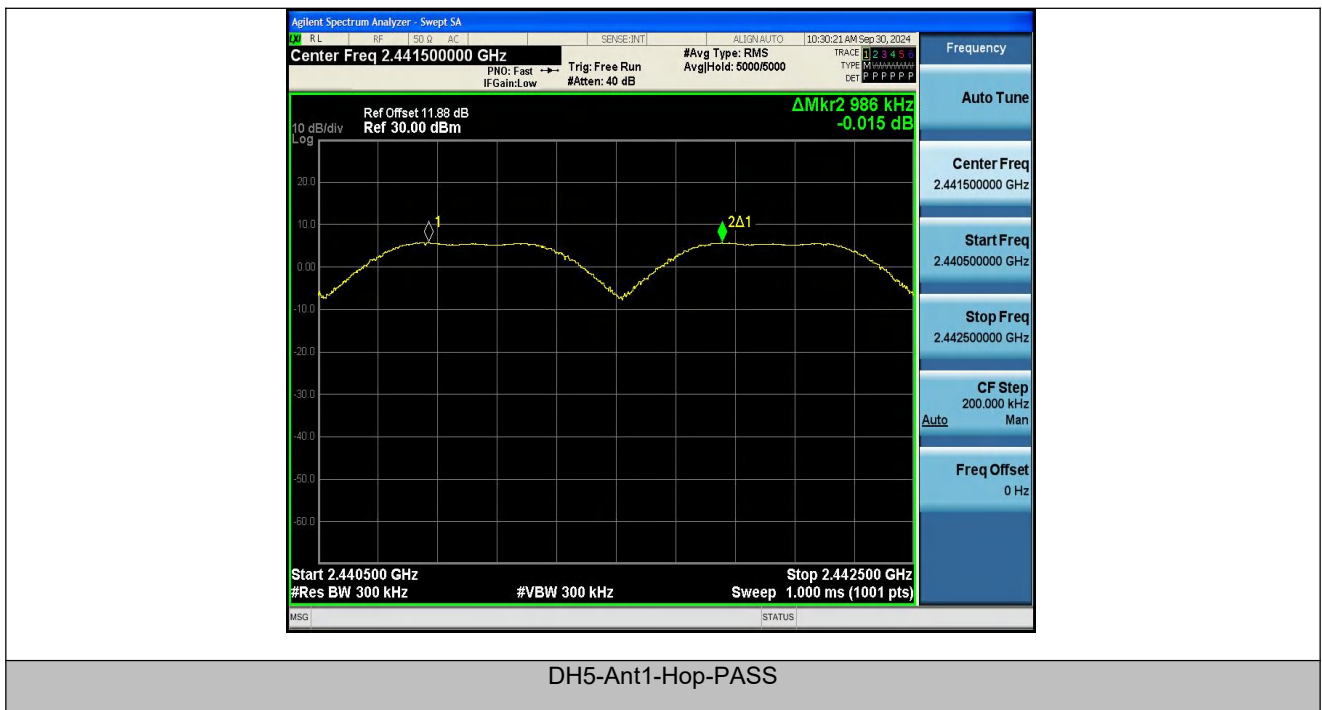 Agilent Spectrum Analyzer - Swept SA
LXI RL RF 50 Ω AC SENSE:INT ALIGN AUTO 10:30:21 AM Sep 30, 2024
Center Freq 2.441500000 GHz
PNO: Fast
IFGain:Low
Trig: Free Run
#Atten: 40 dB
#Avg Type: RMS
Avg|Hold: 5000/5000
TRACE 1 2 3 4 5 6
TYPE M
DET P P P P P P
ΔMkr2 986 kHz
-0.015 dB
Ref Offset 11.88 dB
10 dB/div Ref 30.00 dBm
Log
20.0
10.0
0.00
-10.0
-20.0
-30.0
-40.0
-50.0
-60.0
1
2Δ1
Start 2.440500 GHz Stop 2.442500 GHz
#Res BW 300 kHz #VBW 300 kHz Sweep 1.000 ms (1001 pts)
MSG STATUS
Frequency
Auto Tune
Center Freq
2.441500000 GHz
Start Freq
2.440500000 GHz
Stop Freq
2.442500000 GHz
CF Step
200.000 kHz
Auto Man
Freq Offset
0 Hz
DH5-Ant1-Hop-PASS